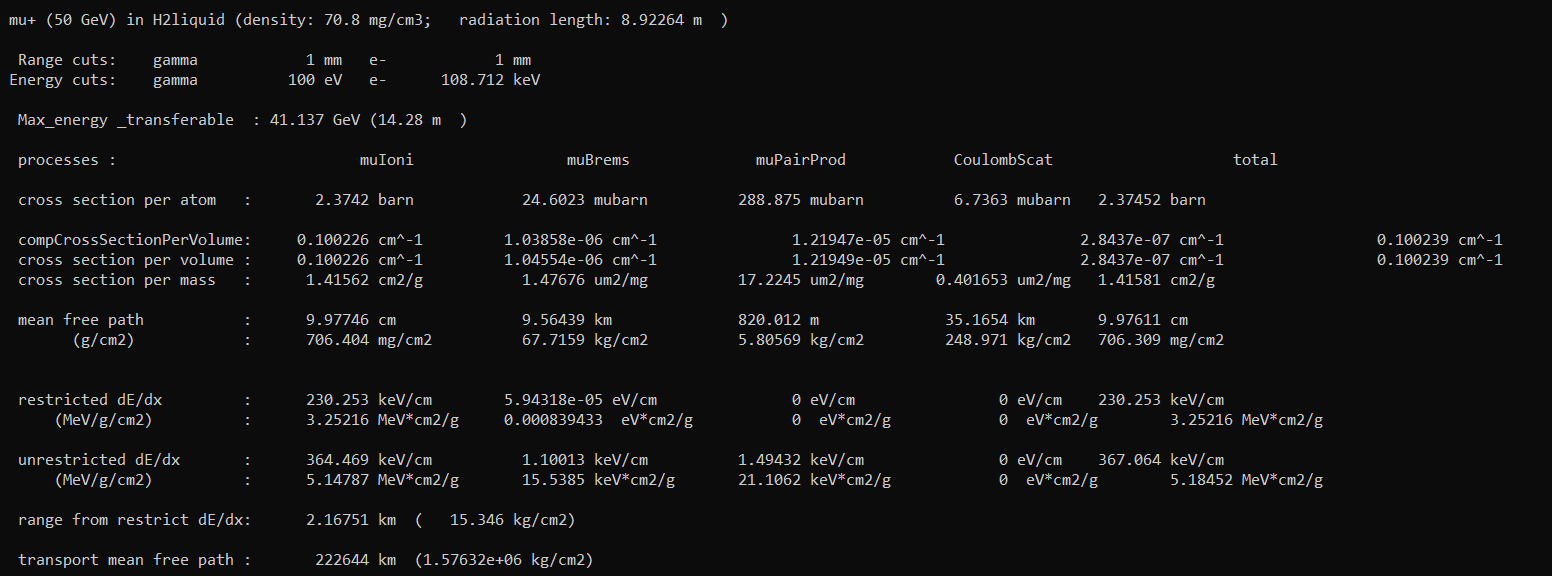 mu+ (50 GeV) in H2liquid (density: 70.8 mg/cm3;   radiation length: 8.92264 m  )
Range cuts:    gamma            1 mm   e-            1 mm
Energy cuts:    gamma          100 eV   e-      108.712 keV
Max_energy _transferable  : 41.137 GeV (14.28 m  )
processes :                           muIoni                 muBrems              muPairProd            CoulombScat                    total
cross section per atom   :       2.3742 barn            24.6023 mubarn          288.875 mubarn          6.7363 mubarn   2.37452 barn
compCrossSectionPerVolume:     0.100226 cm^-1         1.03858e-06 cm^-1               1.21947e-05 cm^-1               2.8437e-07 cm^-1                 0.100239 cm^-1
cross section per volume :     0.100226 cm^-1         1.04554e-06 cm^-1               1.21949e-05 cm^-1               2.8437e-07 cm^-1                 0.100239 cm^-1
cross section per mass   :      1.41562 cm2/g           1.47676 um2/mg          17.2245 um2/mg        0.401653 um2/mg   1.41581 cm2/g
mean free path           :      9.97746 cm              9.56439 km              820.012 m             35.1654 km        9.97611 cm
(g/cm2)            :      706.404 mg/cm2          67.7159 kg/cm2          5.80569 kg/cm2         248.971 kg/cm2   706.309 mg/cm2
restricted dE/dx         :      230.253 keV/cm        5.94318e-05 eV/cm                     0 eV/cm                0 eV/cm    230.253 keV/cm
(MeV/g/cm2)          :      3.25216 MeV*cm2/g     0.000839433  eV*cm2/g                 0  eV*cm2/g            0  eV*cm2/g        3.25216 MeV*cm2/g
unrestricted dE/dx       :      364.469 keV/cm          1.10013 keV/cm          1.49432 keV/cm               0 eV/cm    367.064 keV/cm
(MeV/g/cm2)          :      5.14787 MeV*cm2/g       15.5385 keV*cm2/g       21.1062 keV*cm2/g            0  eV*cm2/g        5.18452 MeV*cm2/g
range from restrict dE/dx:      2.16751 km  (   15.346 kg/cm2)
transport mean free path :       222644 km  (1.57632e+06 kg/cm2)